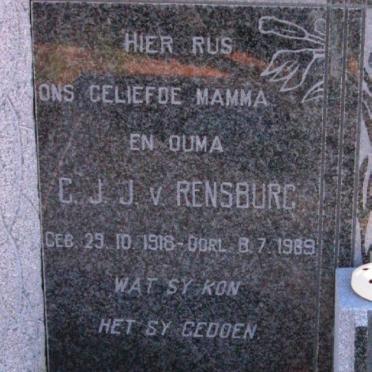 HIER RUS
ONS GELIEFDE MAMMA
EN OUMA
C. J. J. v. RENSBURG
GEB. 29. 10. 1916 - OORL. 8. 7. 1989
WAT SY KON
HET SY GEDOEN